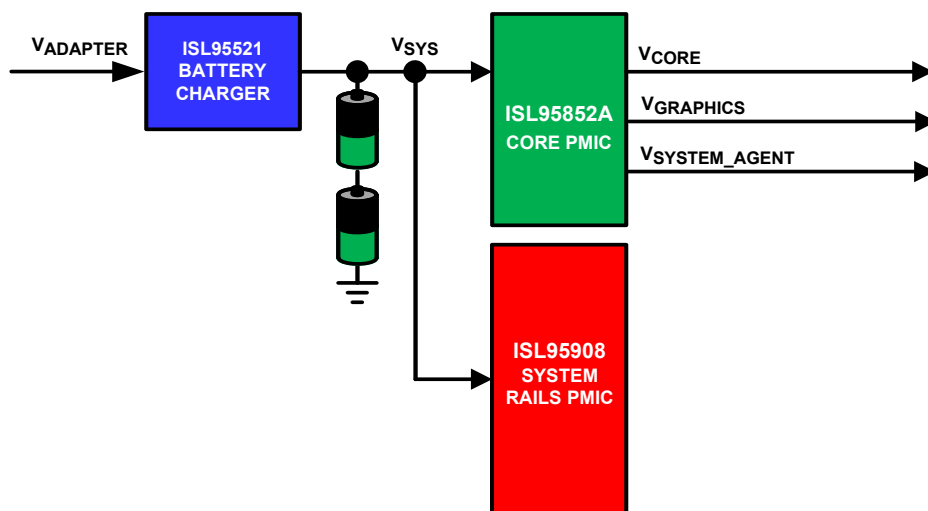 VADAPTER
ISL95521
BATTERY
CHARGER
VSYS
ISL95852A
CORE PMIC
VCORE
VGRAPHICS
VSYSTEM_AGENT
ISL95908
SYSTEM
RAILS PMIC